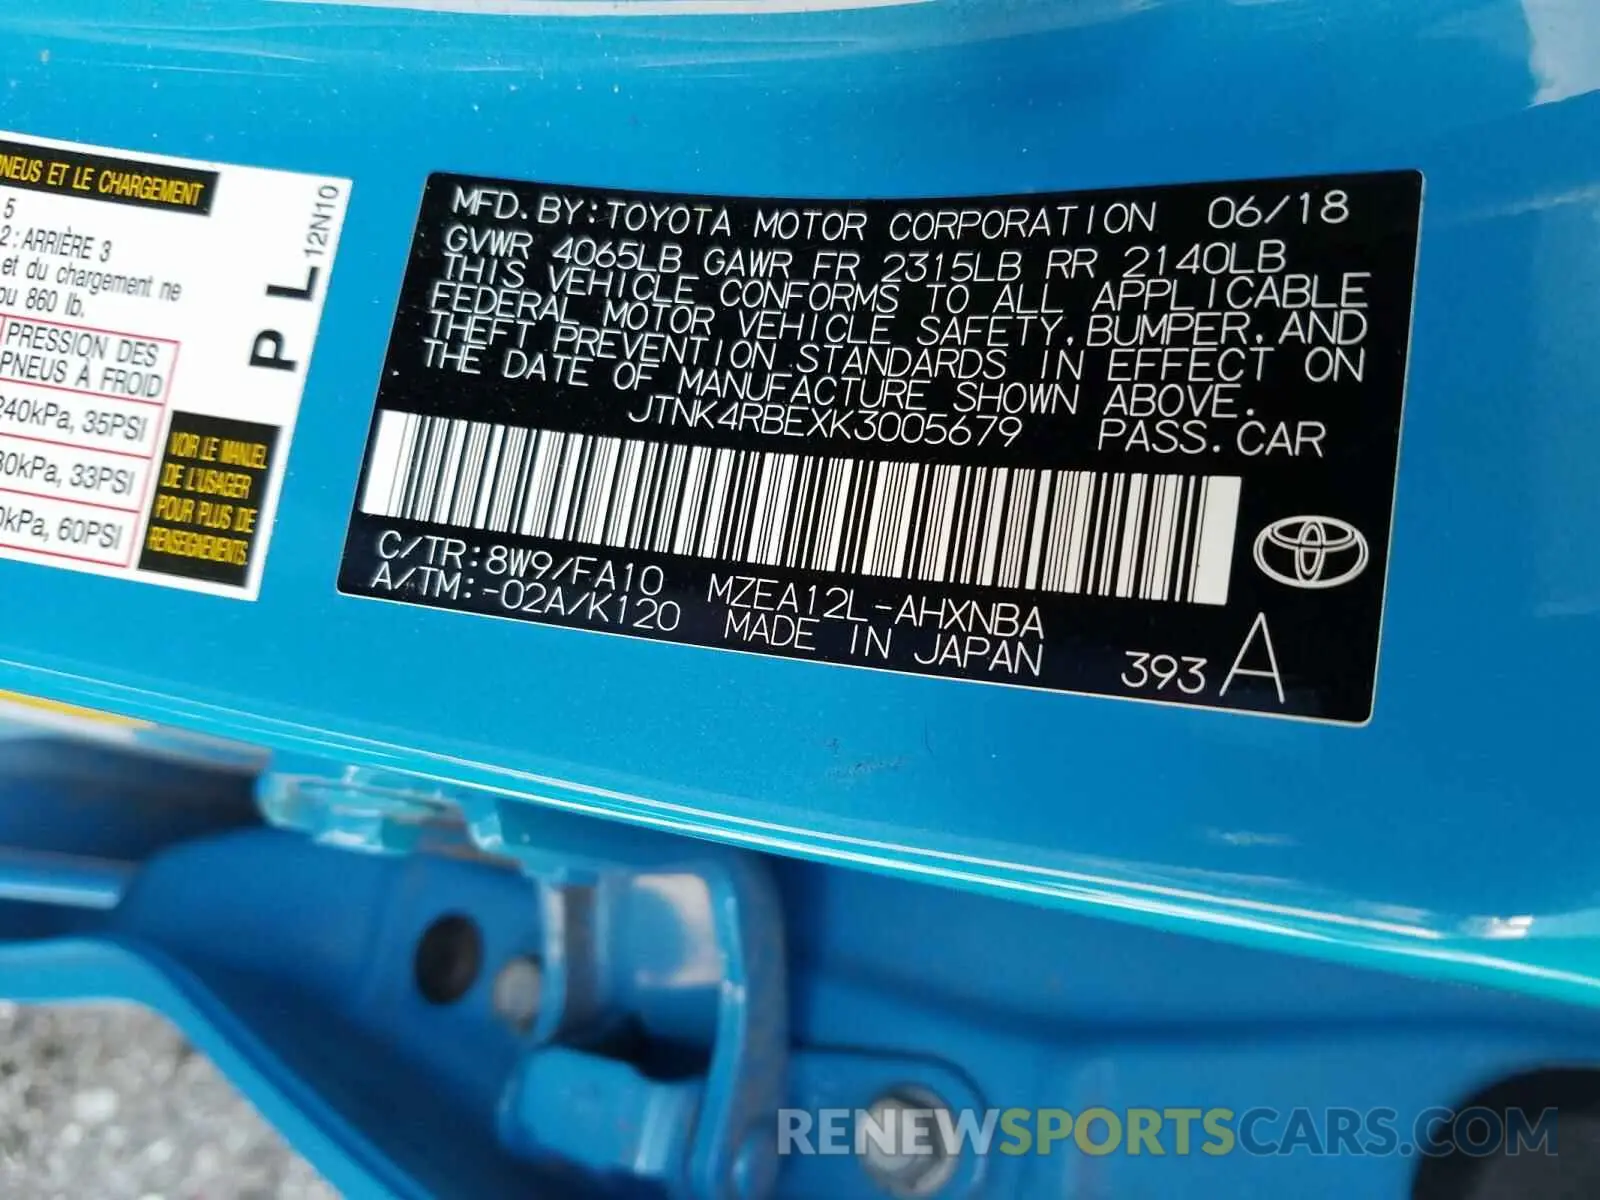 PNEUS ET LE CHARGEMENT
5
2 : ARRIÈRE 3
et du chargement ne
ou 860 lb.
PRESSION DES
PNEUS À FROID
240kPa, 35PSI
33PSI
60PSI
P L 12N10
VOIR LE MANUEL
DE L'USAGER
POUR PLUS DE
RENSEIGNEMENTS.
MFD. BY: TOYOTA MOTOR CORPORATION 06/18
GVWR 4065LB GAWR FR 2315LB RR 2140LB
THIS VEHICLE CONFORMS TO ALL APPLICABLE
FEDERAL MOTOR VEHICLE SAFETY, BUMPER, AND
THEFT PREVENTION STANDARDS IN EFFECT ON
THE DATE OF MANUFACTURE SHOWN ABOVE.
JTNK4RBEXK3005679 PASS. CAR
C/TR: 8W9/FA10 MZEA12L-AHXNBA
A/TM: -02A/K120 MADE IN JAPAN 393 A
RENEWSPORTSCARS.COM